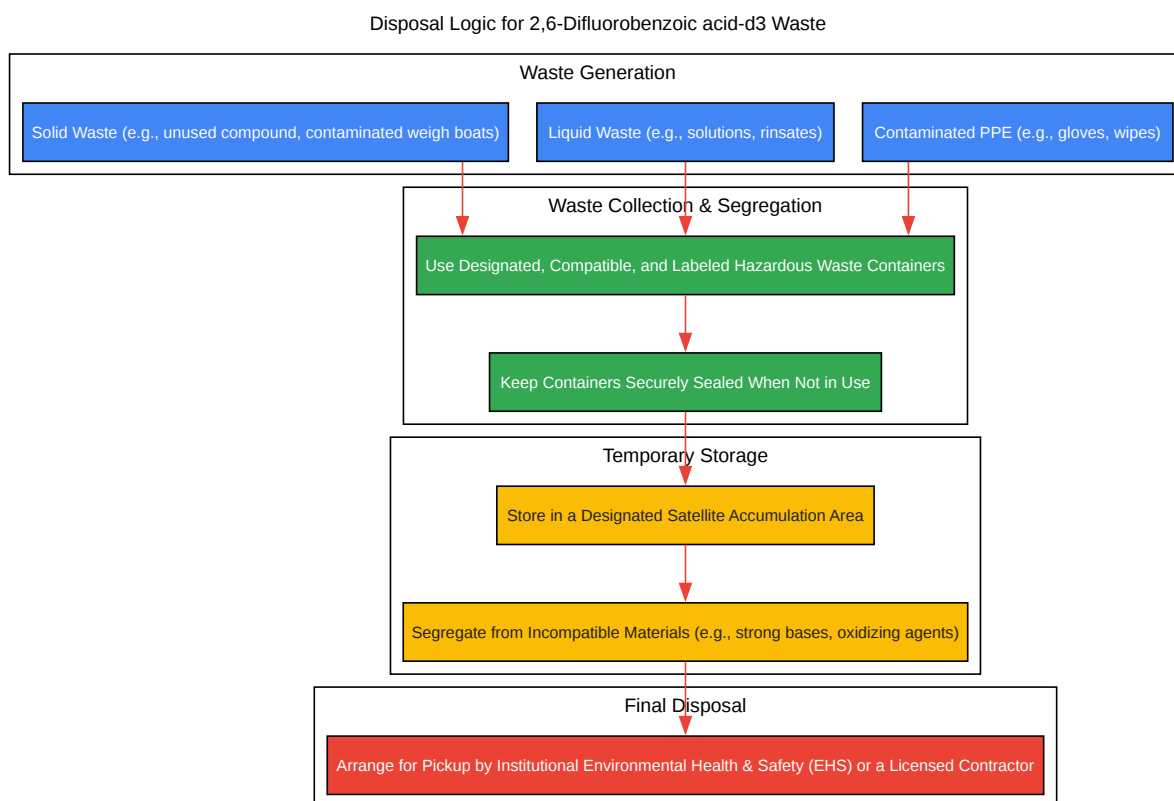 Disposal Logic for 2,6-Difluorobenzoic acid-d3 Waste
Waste Generation
Solid Waste (e.g., unused compound, contaminated weigh boats)
Liquid Waste (e.g., solutions, rinsates)
Contaminated PPE (e.g., gloves, wipes)
Waste Collection & Segregation
Use Designated, Compatible, and Labeled Hazardous Waste Containers
Keep Containers Securely Sealed When Not in Use
Temporary Storage
Store in a Designated Satellite Accumulation Area
Segregate from Incompatible Materials (e.g., strong bases, oxidizing agents)
Final Disposal
Arrange for Pickup by Institutional Environmental Health & Safety (EHS) or a Licensed Contractor